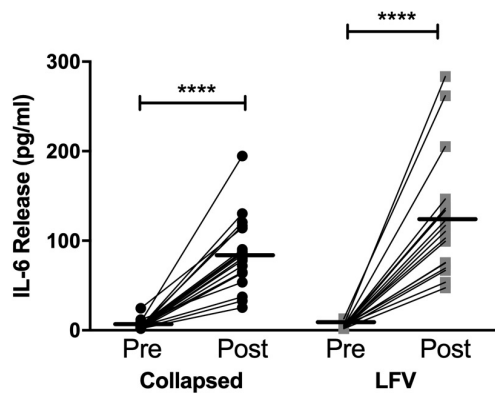 ****
****
300
200
100
0
IL-6 Release (pg/ml)
Pre Post Pre Post
Collapsed LFV